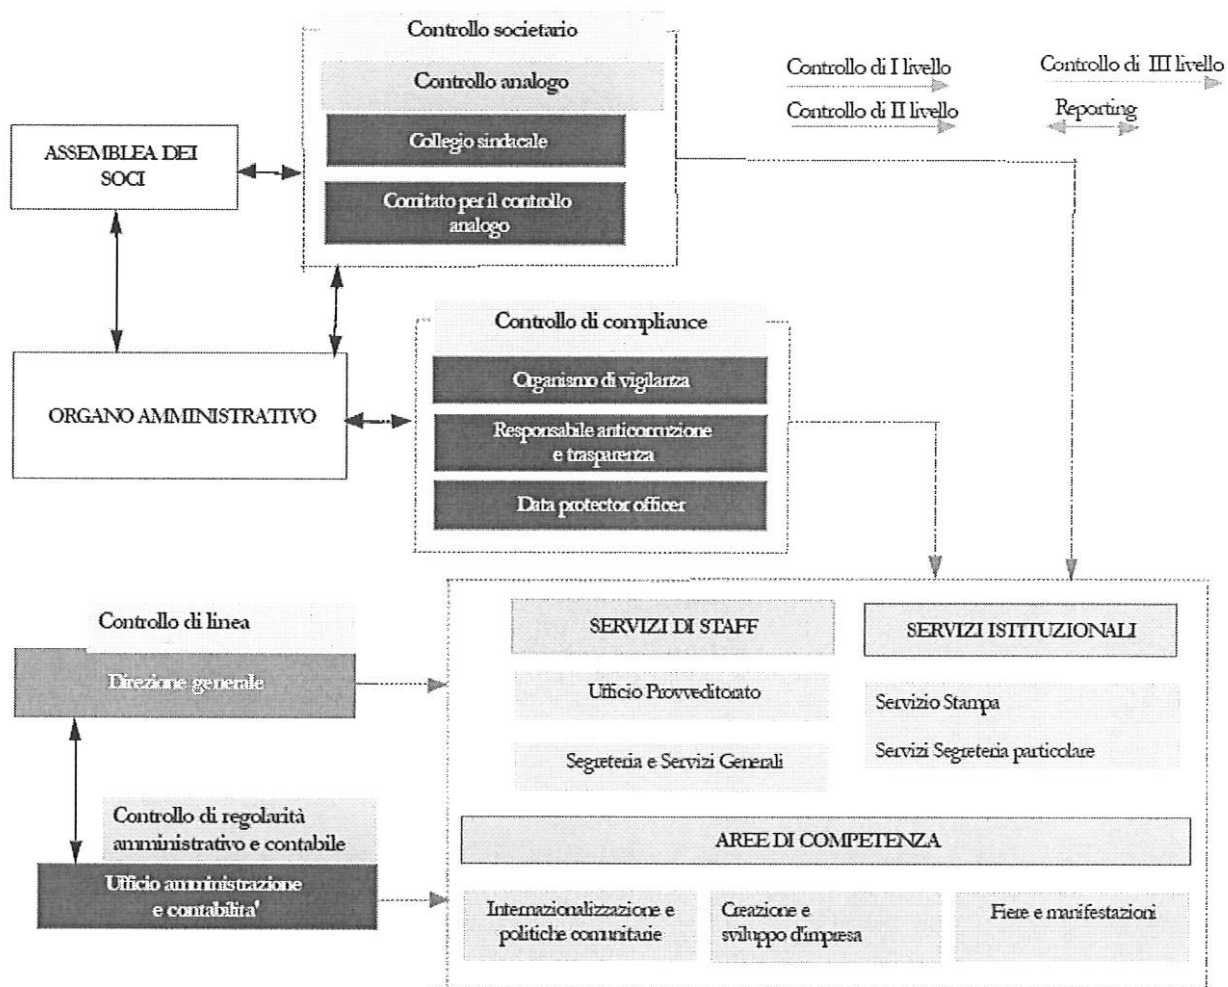 Controllo societario
Controllo analogo
Collegio sindacale
Comitato per il controllo
analogo
Controllo di I livello
Controllo di II livello
Controllo di III livello
Reporting
ASSEMBLEA DEI
SOCI
ORGANO AMMINISTRATIVO
Controllo di compliance
Organismo di vigilanza
Responsabile anticorruzione
e trasparenza
Data protector officer
Controllo di linea
Direzione generale
Controllo di regolarità
amministrativo e contabile
Ufficio amministrazione
e contabilita'
SERVIZI DI STAFF
Ufficio Provveditorato
Segreteria e Servizi Generali
SERVIZI ISTITUZIONALI
Servizio Stampa
Servizi Segreteria particolare
AREE DI COMPETENZA
Internazionalizzazione e
politiche comunitarie
Creazione e
sviluppo d'impresa
Fiere e manifestazioni